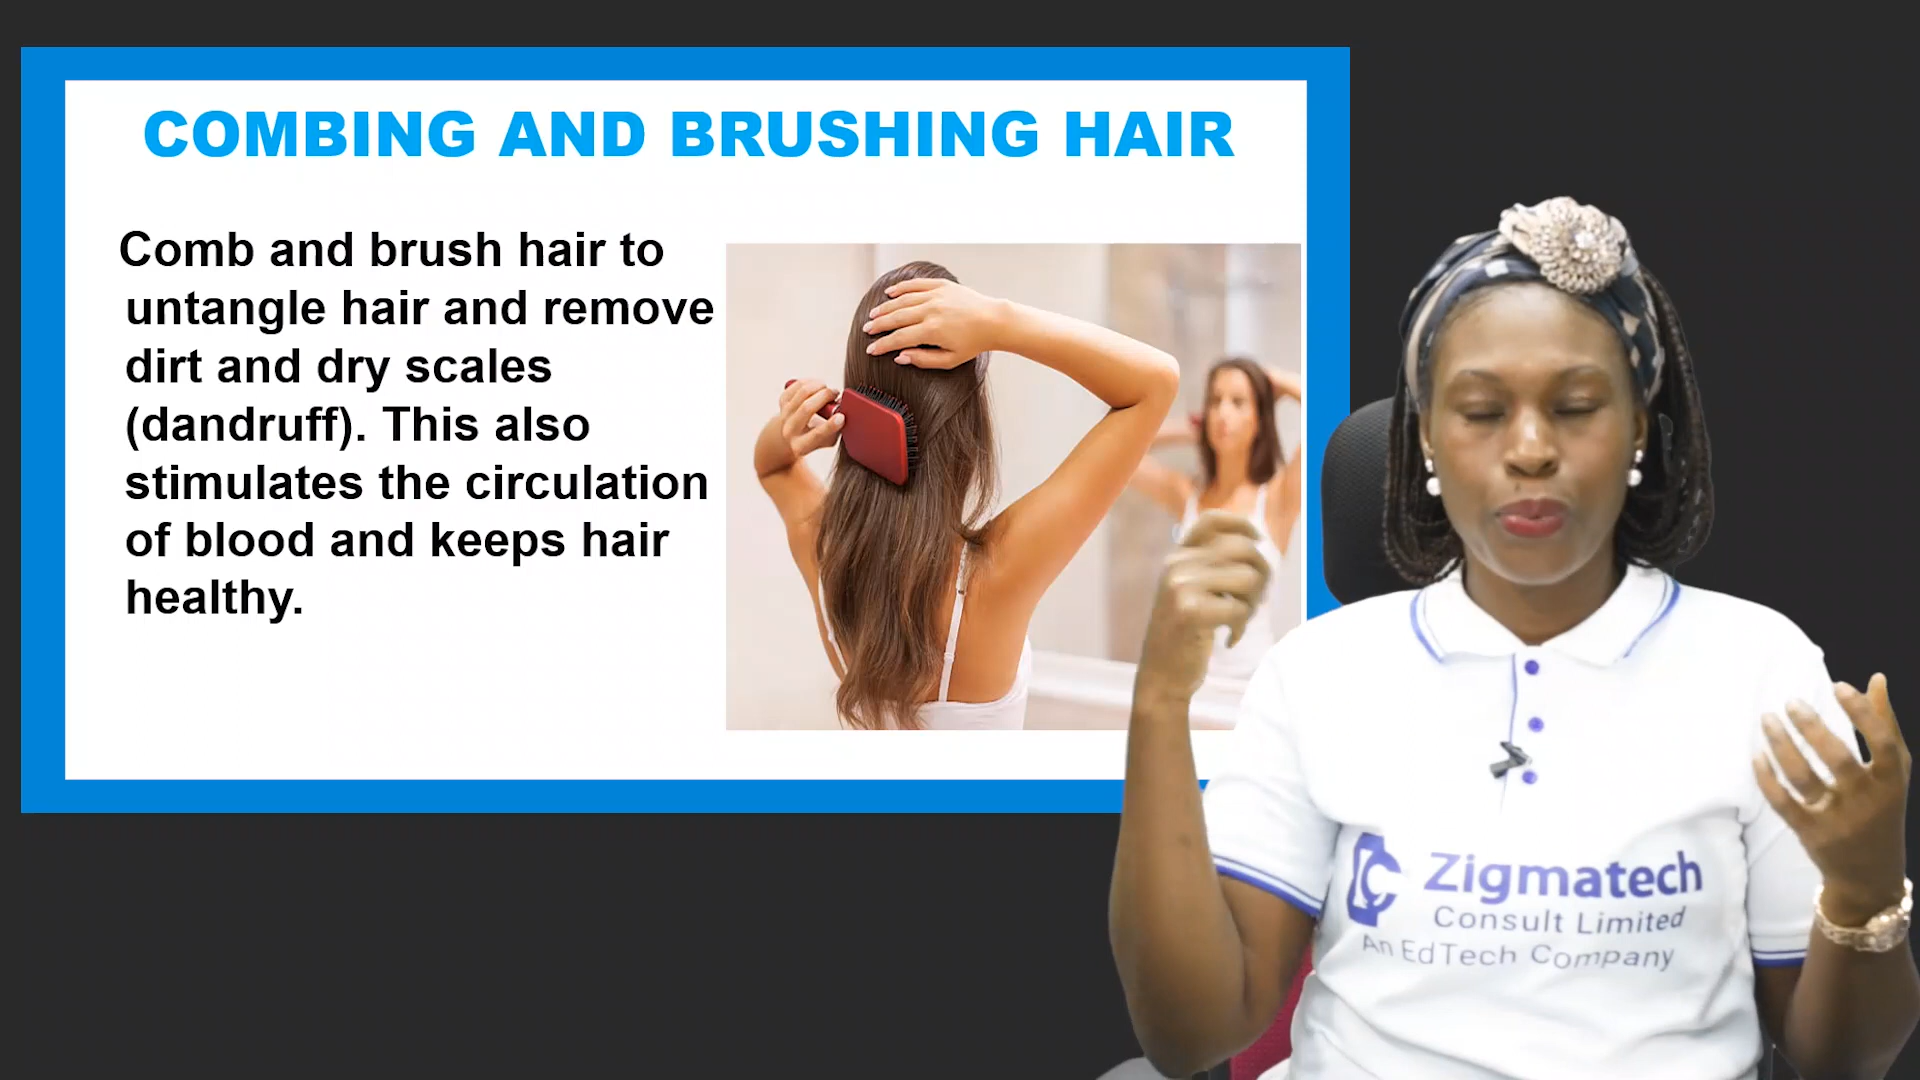 COMBING AND BRUSHING HAIR
Comb and brush hair to
untangle hair and remove
dirt and dry scales
(dandruff). This also
stimulates the circulation
of blood and keeps hair
healthy.
Zigmatech
Consult Limited
An EdTech Company